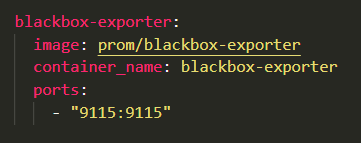 blackbox-exporter:
  image: prom/blackbox-exporter
  container_name: blackbox-exporter
  ports:
    - "9115:9115"